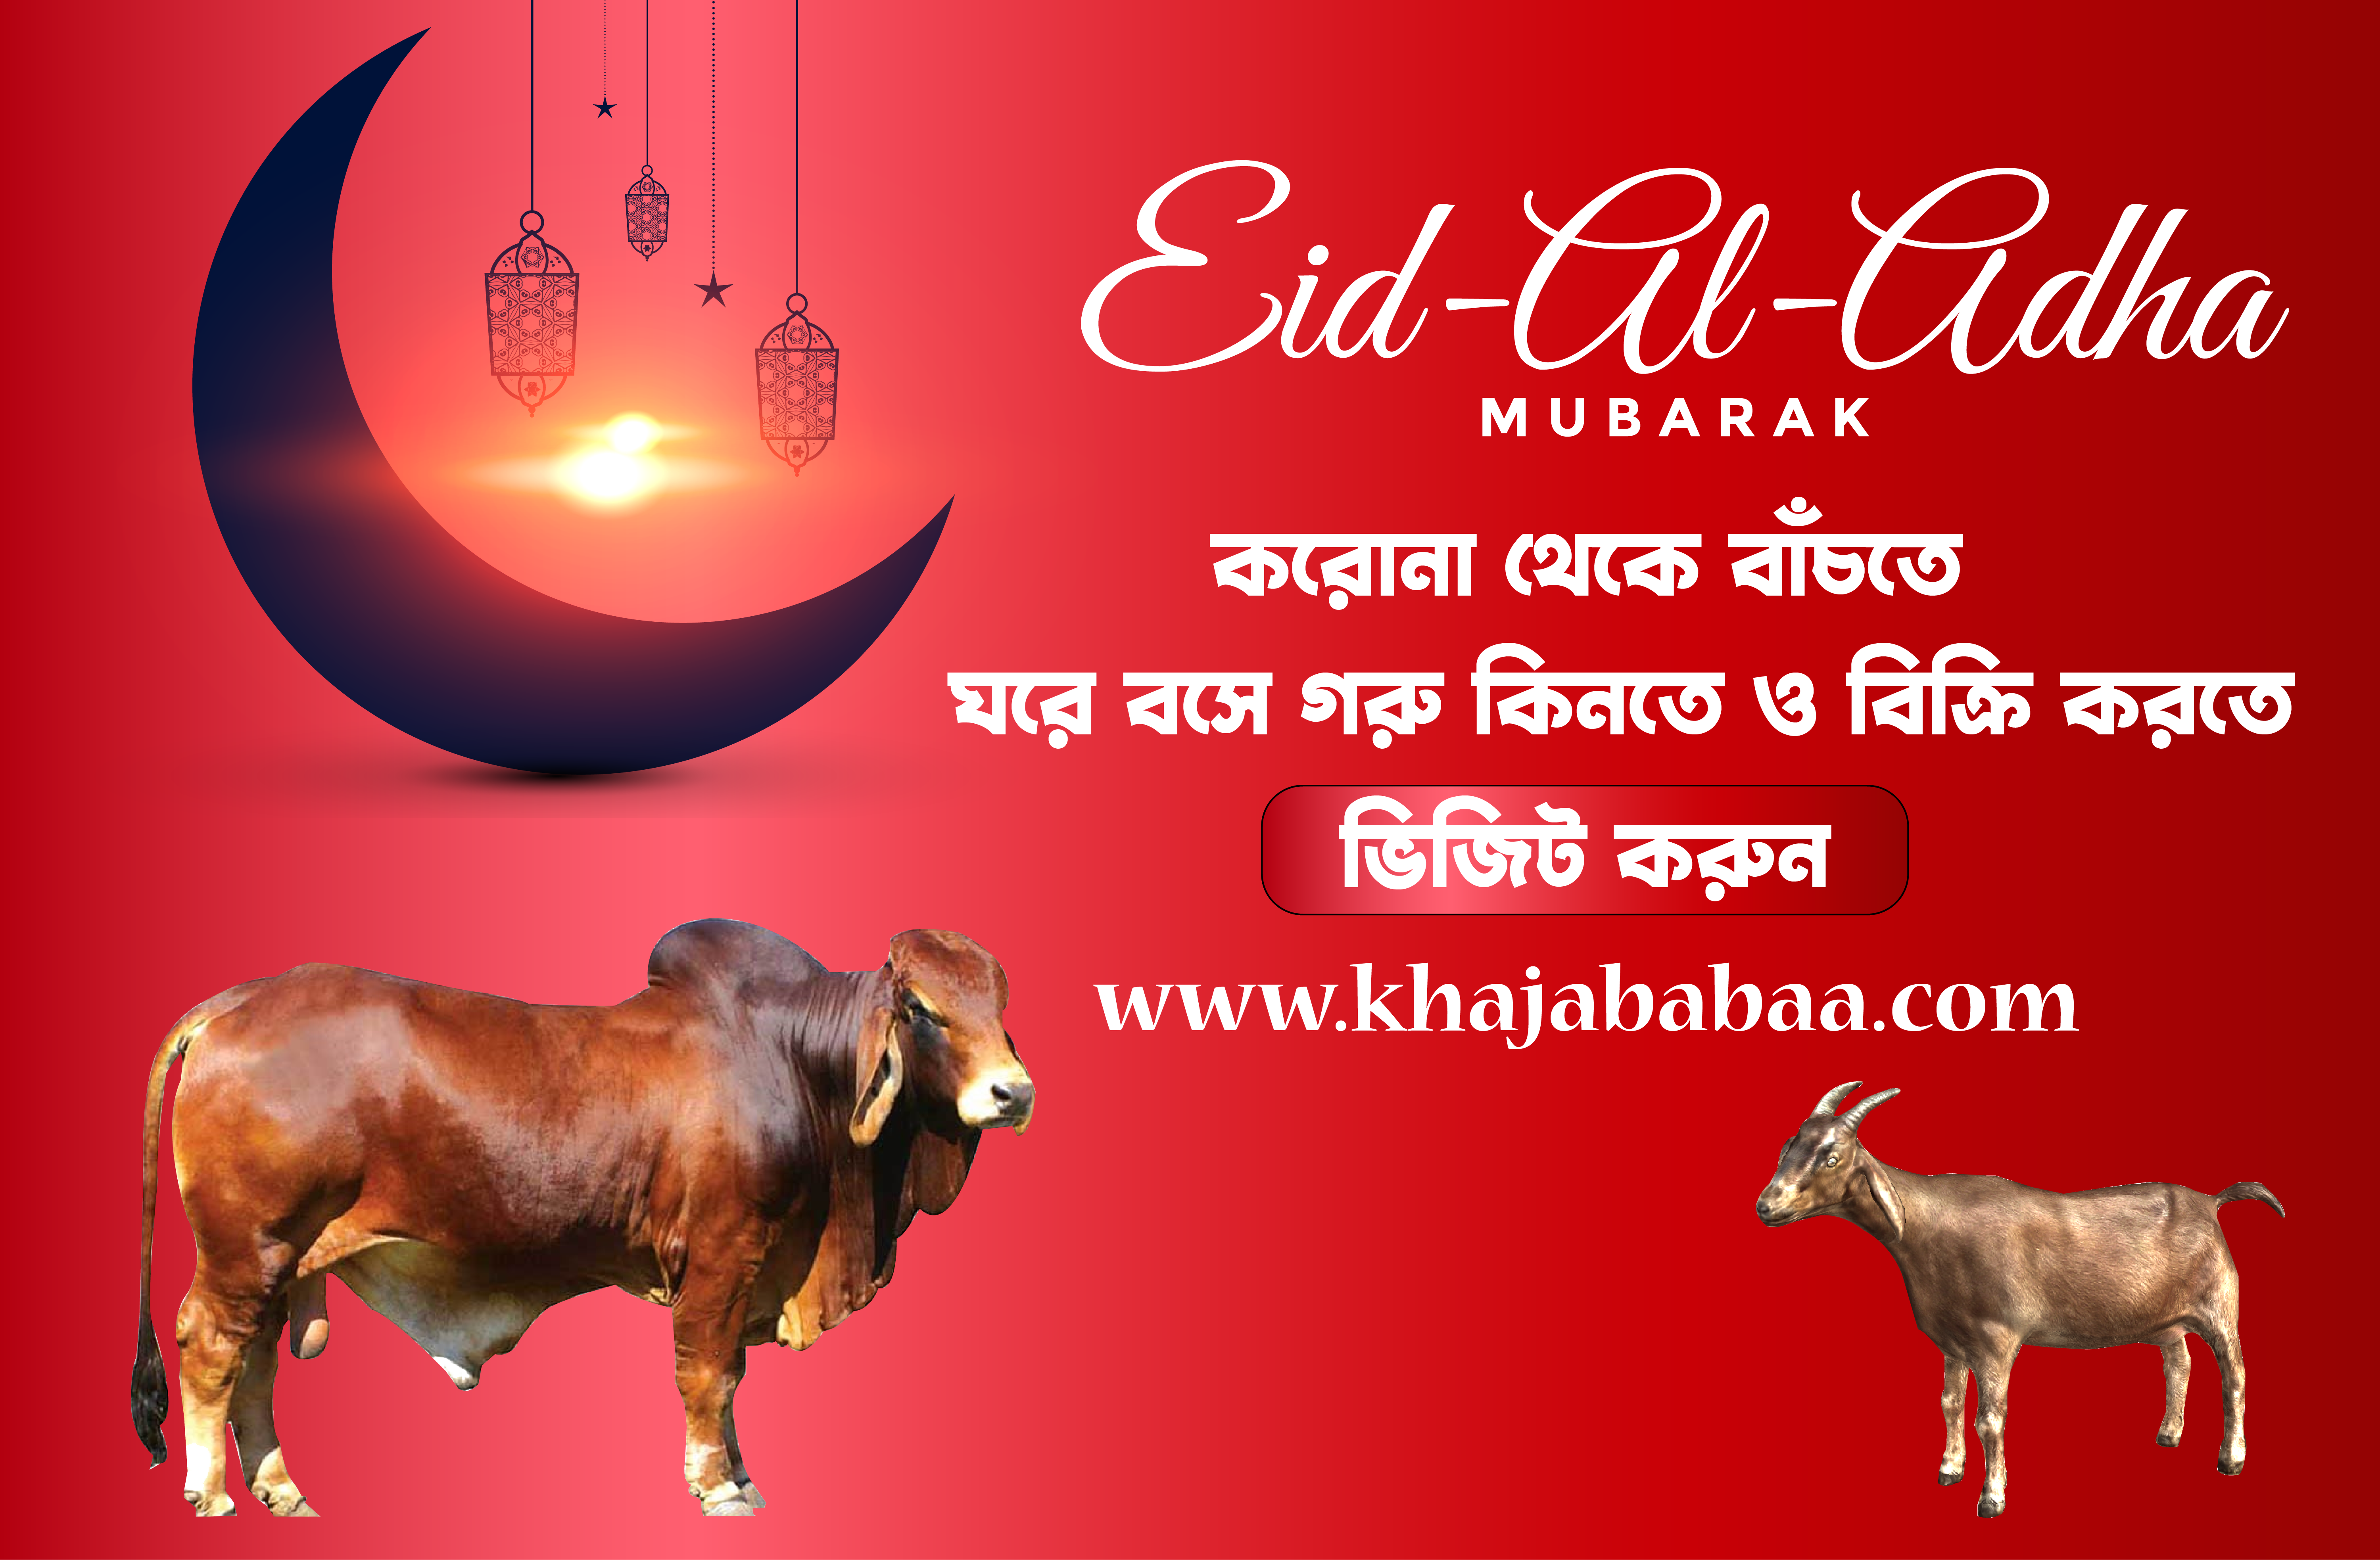 Eid-Al-Adha
MUBARAK
করোনা থেকে বাঁচতে
ঘরে বসে গরু কিনতে ও বিক্রি করতে
ভিজিট করুন
www.khajababaa.com